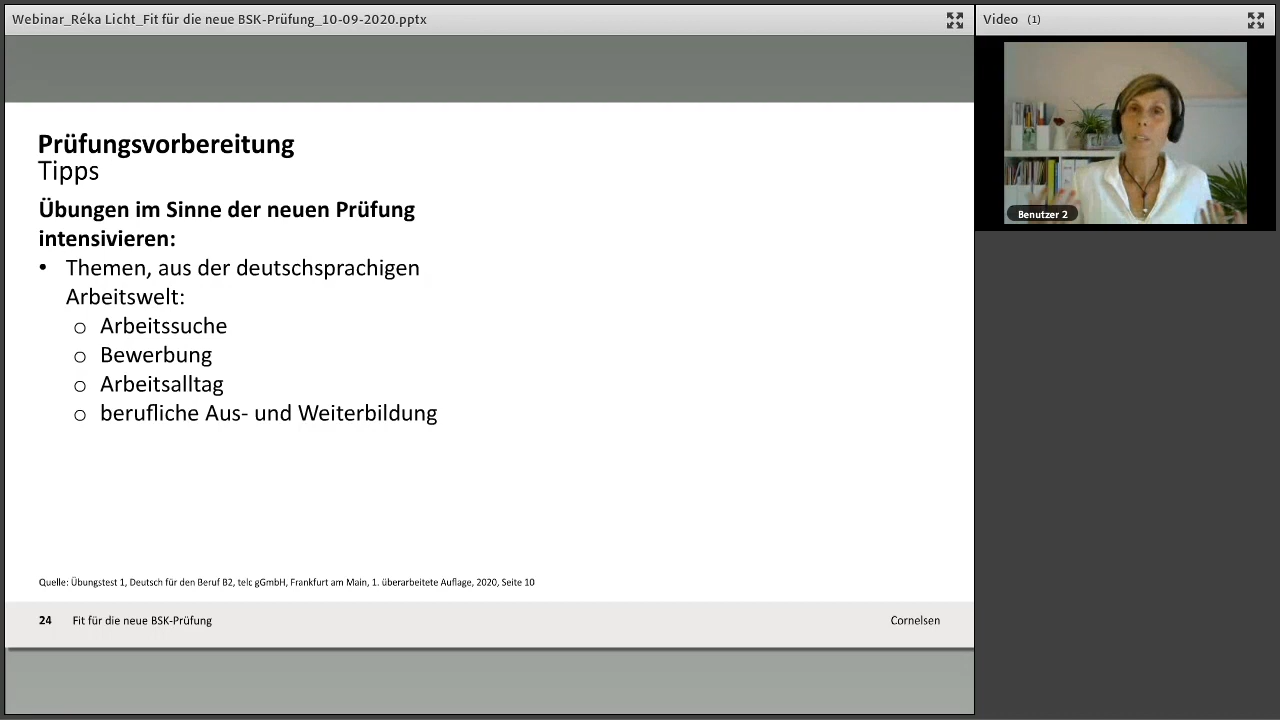 Webinar_Réka Licht_Fit für die neue BSK-Prüfung_10-09-2020.pptx
Video (1)
Benutzer 2
Prüfungsvorbereitung
Tipps
Übungen im Sinne der neuen Prüfung
intensivieren:
• Themen, aus der deutschsprachigen
Arbeitswelt:
o Arbeitssuche
o Bewerbung
o Arbeitsalltag
o berufliche Aus- und Weiterbildung
Quelle: Übungstest 1, Deutsch für den Beruf B2, telc gGmbH, Frankfurt am Main, 1. überarbeitete Auflage, 2020, Seite 10
24 Fit für die neue BSK-Prüfung Cornelsen